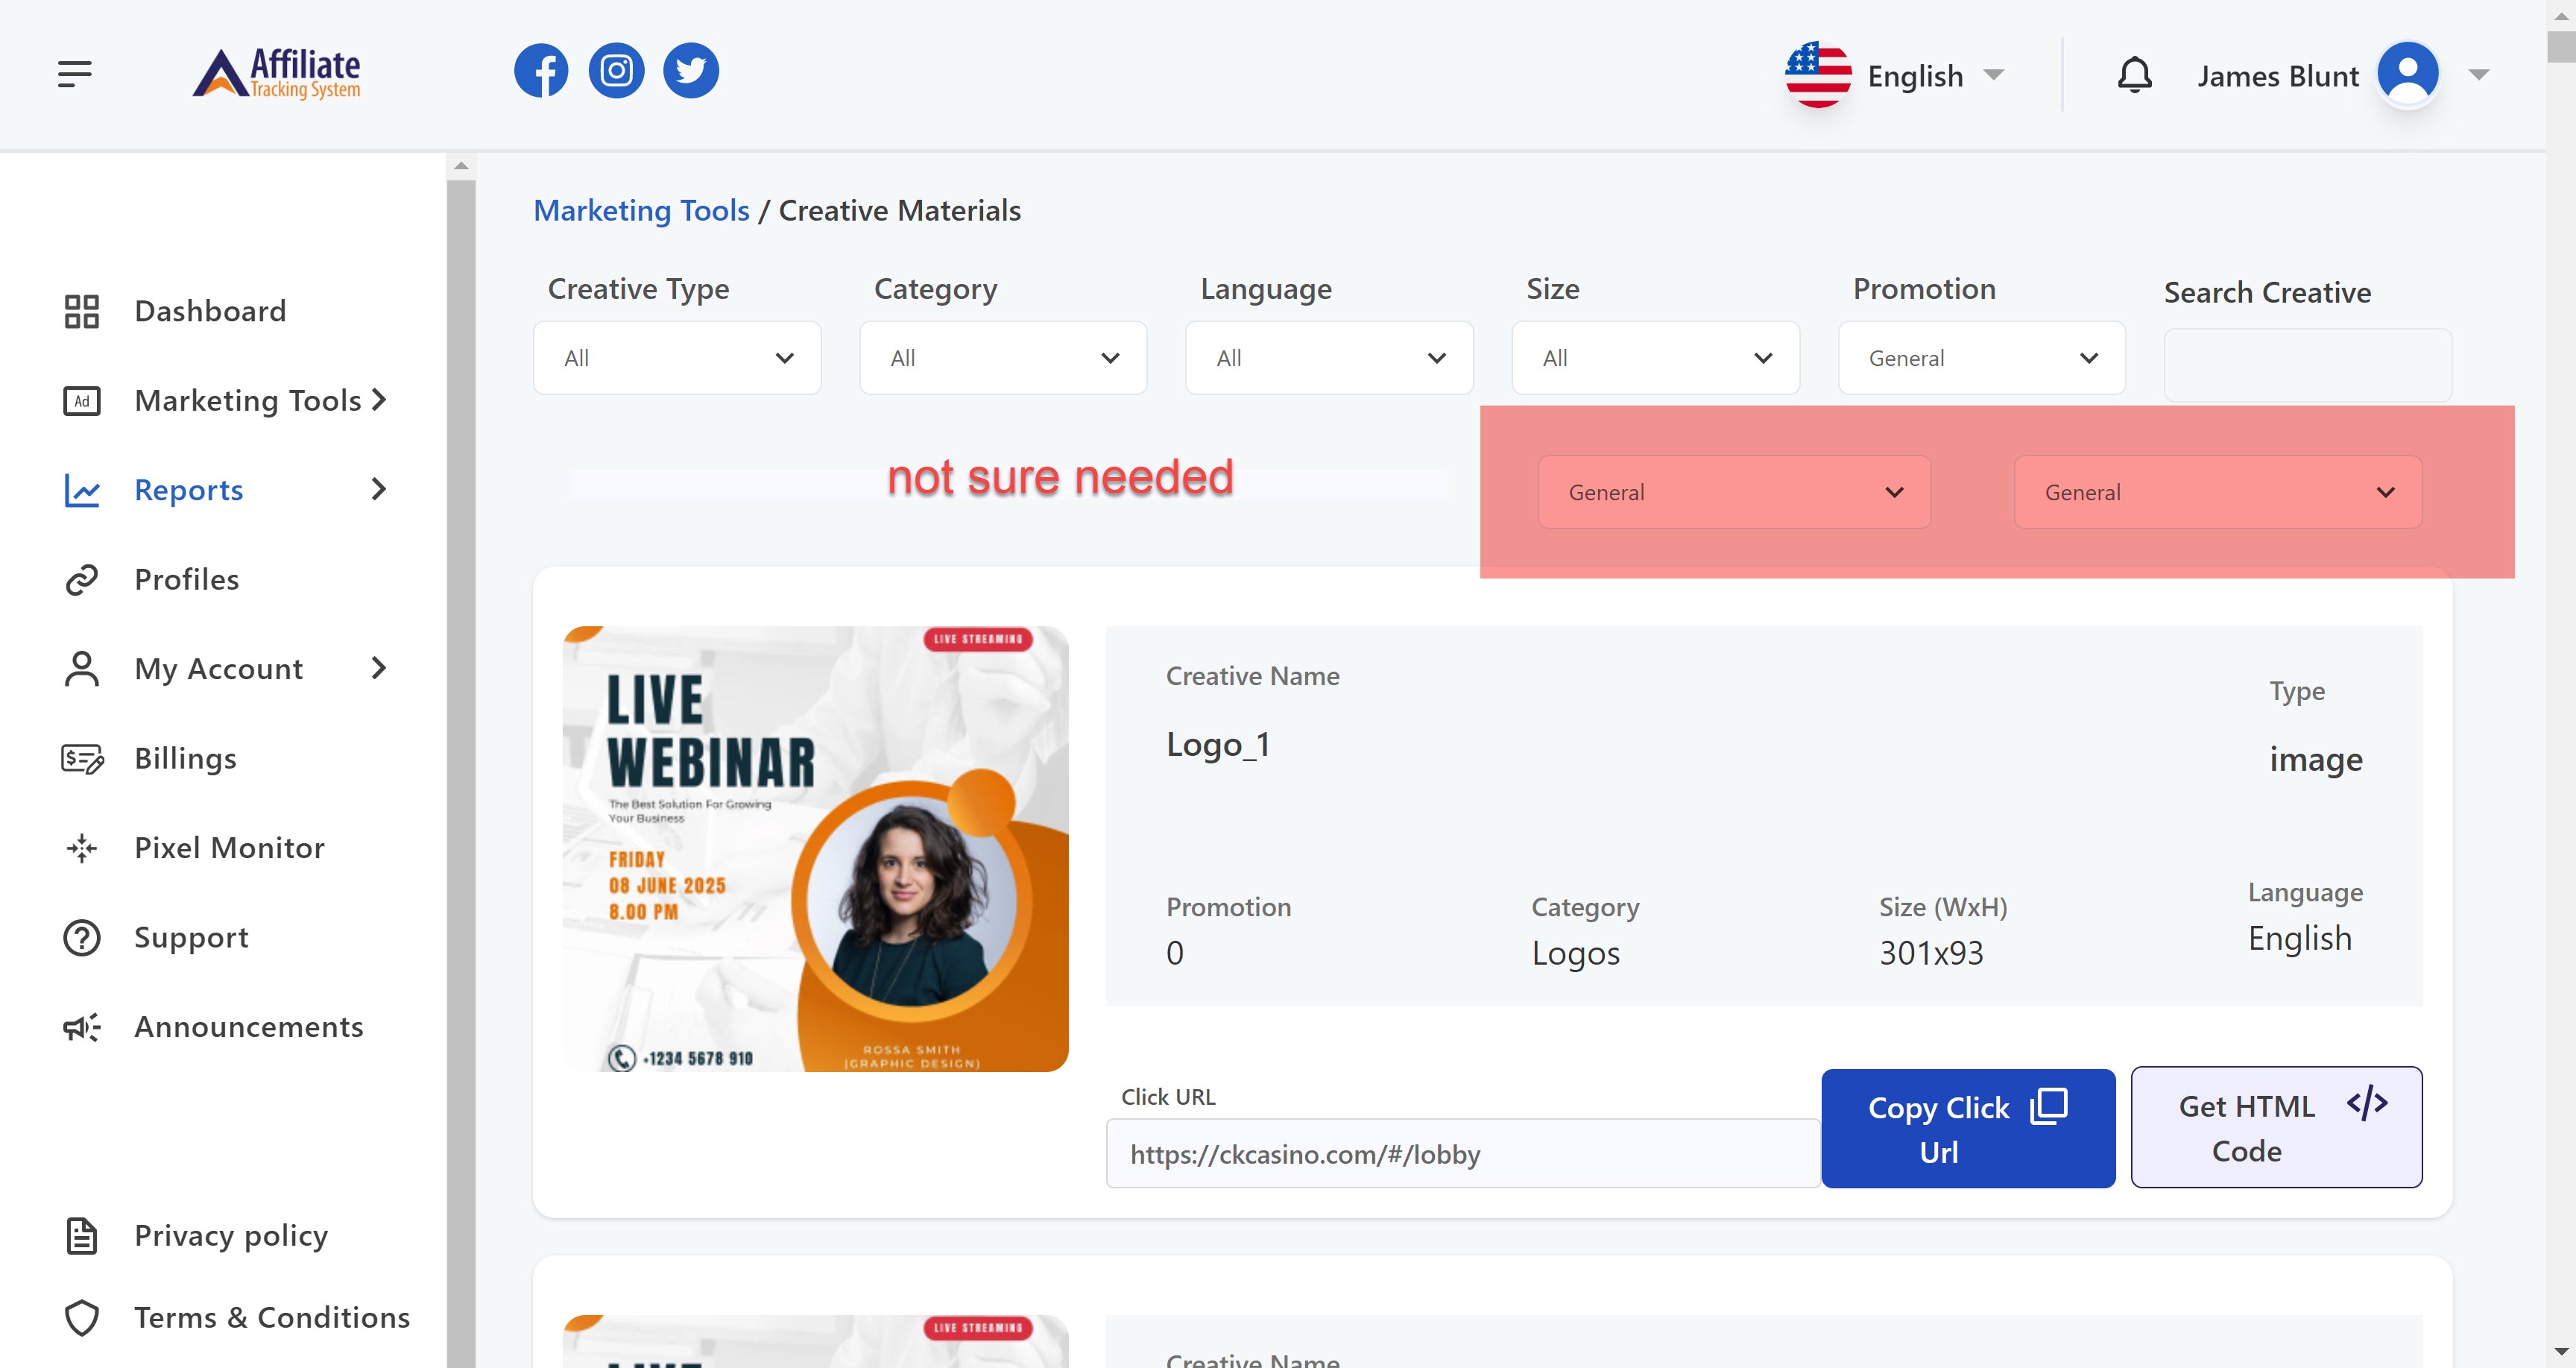 Affiliate
Tracking System
English
James Blunt
Marketing Tools / Creative Materials
Dashboard
Ad
Marketing Tools
Reports
Profiles
My Account
Billings
Pixel Monitor
Support
Announcements
Privacy policy
Terms & Conditions
Creative Type
Category
Language
Size
Promotion
Search Creative
All
All
All
All
General
not sure needed
General
General
LIVE STREAMING
LIVE
WEBINAR
The Best Solution For Growing
Your Business
FRIDAY
08 JUNE 2025
8.00 PM
+1234 5678 910
ROSSA SMITH
(GRAPHIC DESIGN)
Creative Name
Logo_1
Type
image
Promotion
0
Category
Logos
Size (WxH)
301x93
Language
English
Click URL
https://ckcasino.com/#/lobby
Copy Click
Url
Get HTML
Code
LIVE STREAMING
LIVE
Creative Name